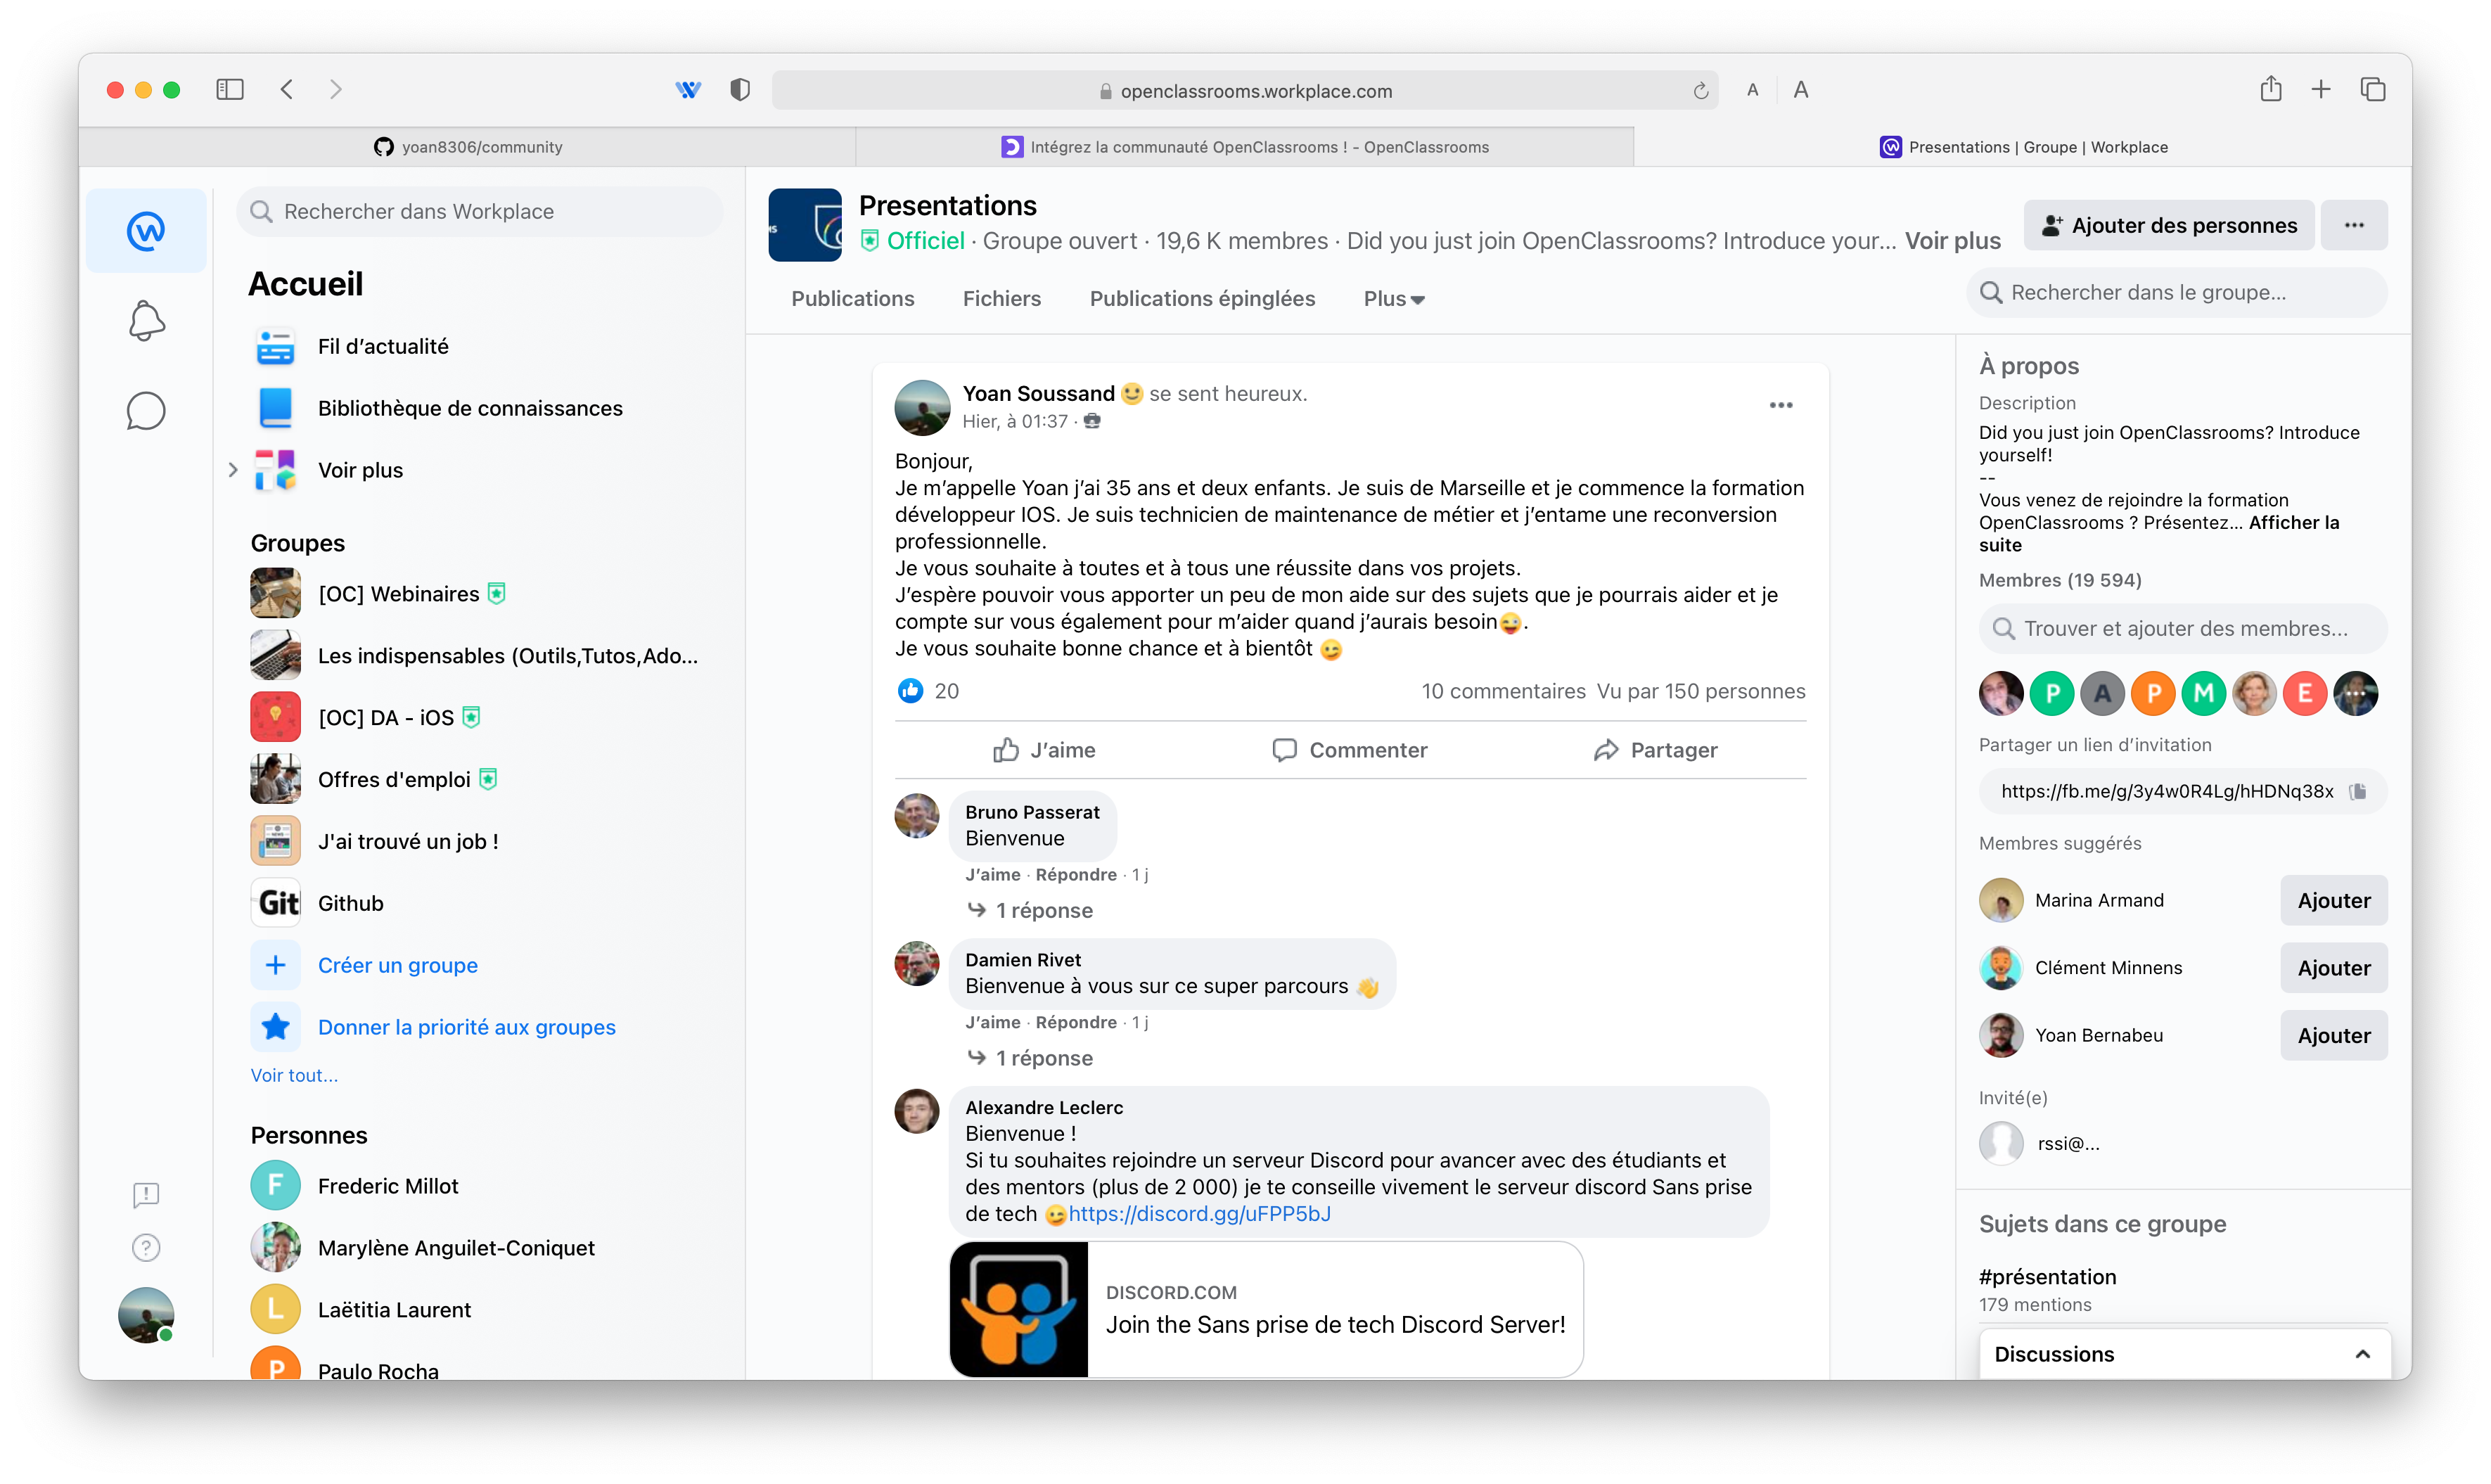 openclassrooms.workplace.com
A
A
yoan8306/community
Intégrez la communauté OpenClassrooms ! - OpenClassrooms
Presentations | Groupe | Workplace
Rechercher dans Workplace
Accueil
Fil d’actualité
Bibliothèque de connaissances
Voir plus
Groupes
[OC] Webinaires
Les indispensables (Outils,Tutos,Ado...
[OC] DA - iOS
Offres d'emploi
J'ai trouvé un job !
Git
Github
Créer un groupe
Donner la priorité aux groupes
Voir tout...
Personnes
F
Frederic Millot
Marylène Anguilet-Coniquet
L
Laëtitia Laurent
P
Paulo Rocha
Presentations
Officiel · Groupe ouvert · 19,6 K membres · Did you just join OpenClassrooms? Introduce your... Voir plus
Ajouter des personnes
Publications
Fichiers
Publications épinglées
Plus
Rechercher dans le groupe...
Yoan Soussand se sent heureux.
Hier, à 01:37 ·
Bonjour,
Je m’appelle Yoan j’ai 35 ans et deux enfants. Je suis de Marseille et je commence la formation
développeur IOS. Je suis technicien de maintenance de métier et j’entame une reconversion
professionnelle.
Je vous souhaite à toutes et à tous une réussite dans vos projets.
J’espère pouvoir vous apporter un peu de mon aide sur des sujets que je pourrais aider et je
compte sur vous également pour m’aider quand j’aurais besoin😜.
Je vous souhaite bonne chance et à bientôt 😉
20
10 commentaires Vu par 150 personnes
J’aime
Commenter
Partager
Bruno Passerat
Bienvenue
J’aime · Répondre · 1 j
1 réponse
Damien Rivet
Bienvenue à vous sur ce super parcours 👋
J’aime · Répondre · 1 j
1 réponse
Alexandre Leclerc
Bienvenue !
Si tu souhaites rejoindre un serveur Discord pour avancer avec des étudiants et
des mentors (plus de 2 000) je te conseille vivement le serveur discord Sans prise
de tech 😉https://discord.gg/uFPP5bJ
DISCORD.COM
Join the Sans prise de tech Discord Server!
À propos
Description
Did you just join OpenClassrooms? Introduce
yourself!
--
Vous venez de rejoindre la formation
OpenClassrooms ? Présentez... Afficher la
suite
Membres (19 594)
Trouver et ajouter des membres...
P A P M E
Partager un lien d’invitation
https://fb.me/g/3y4w0R4Lg/hHDNq38x
Membres suggérés
Marina Armand
Ajouter
Clément Minnens
Ajouter
Yoan Bernabeu
Ajouter
Invité(e)
rssi@...
Sujets dans ce groupe
#présentation
179 mentions
Discussions